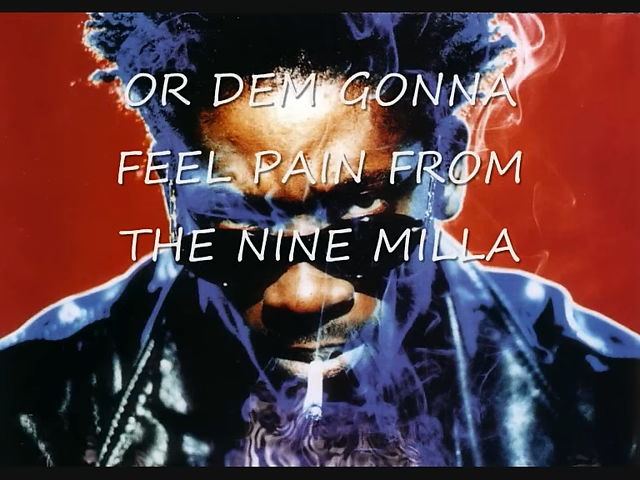 OR DEM GONNA
FEEL PAIN FROM
THE NINE MILLA